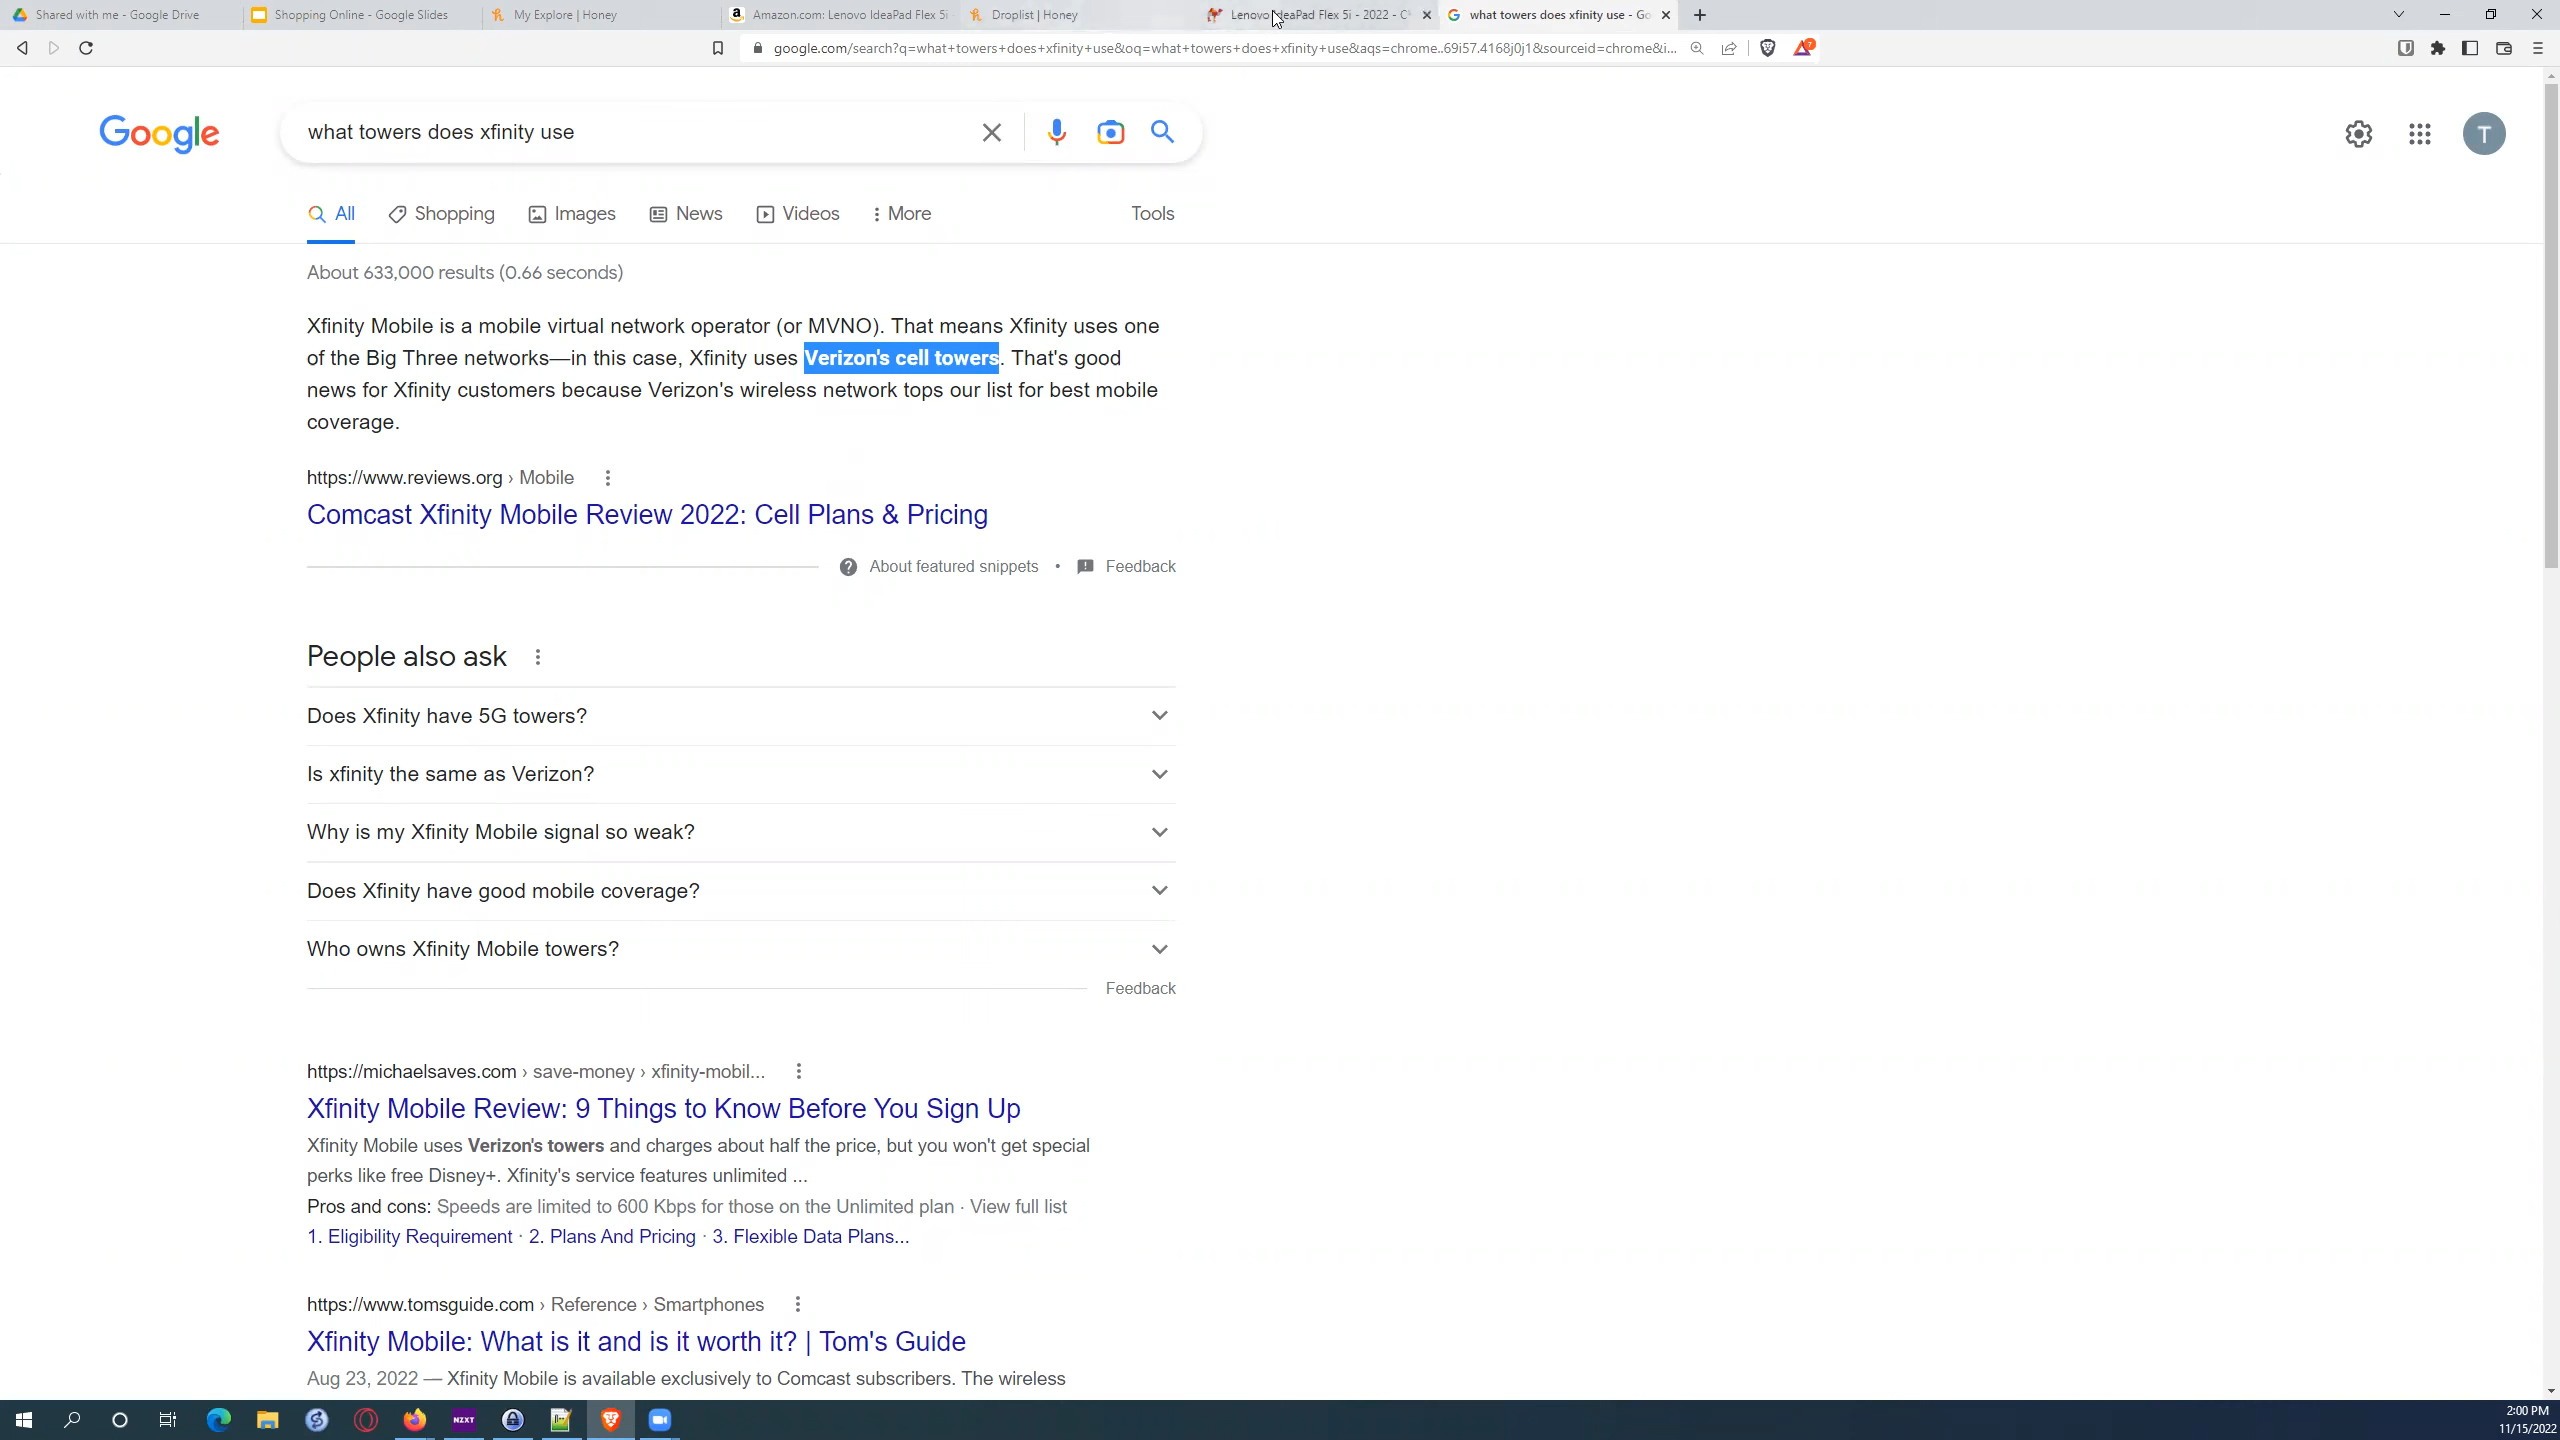 Shared with me - Google Drive
Shopping Online - Google Slides
My Explore | Honey
Amazon.com: Lenovo IdeaPad Flex 5i
Droplist | Honey
Lenovo IdeaPad Flex 5i - 2022 - C
what towers does xfinity use - Go
google.com/search?q=what+towers+does+xfinity+use&oq=what+towers+does+xfinity+use&aqs=chrome..69i57.4168j0j1&sourceid=chrome&i...
7
Google
what towers does xfinity use
T
All
Shopping
Images
News
Videos
More
Tools
About 633,000 results (0.66 seconds)
Xfinity Mobile is a mobile virtual network operator (or MVNO). That means Xfinity uses one
of the Big Three networks—in this case, Xfinity uses Verizon's cell towers. That's good
news for Xfinity customers because Verizon's wireless network tops our list for best mobile
coverage.
https://www.reviews.org › Mobile
Comcast Xfinity Mobile Review 2022: Cell Plans & Pricing
About featured snippets • Feedback
People also ask
Does Xfinity have 5G towers?
Is xfinity the same as Verizon?
Why is my Xfinity Mobile signal so weak?
Does Xfinity have good mobile coverage?
Who owns Xfinity Mobile towers?
Feedback
https://michaelsaves.com › save-money › xfinity-mobil...
Xfinity Mobile Review: 9 Things to Know Before You Sign Up
Xfinity Mobile uses Verizon's towers and charges about half the price, but you won't get special
perks like free Disney+. Xfinity's service features unlimited ...
Pros and cons: Speeds are limited to 600 Kbps for those on the Unlimited plan · View full list
1. Eligibility Requirement · 2. Plans And Pricing · 3. Flexible Data Plans...
https://www.tomsguide.com › Reference › Smartphones
Xfinity Mobile: What is it and is it worth it? | Tom's Guide
Aug 23, 2022 — Xfinity Mobile is available exclusively to Comcast subscribers. The wireless
NZXT
2:00 PM
11/15/2022